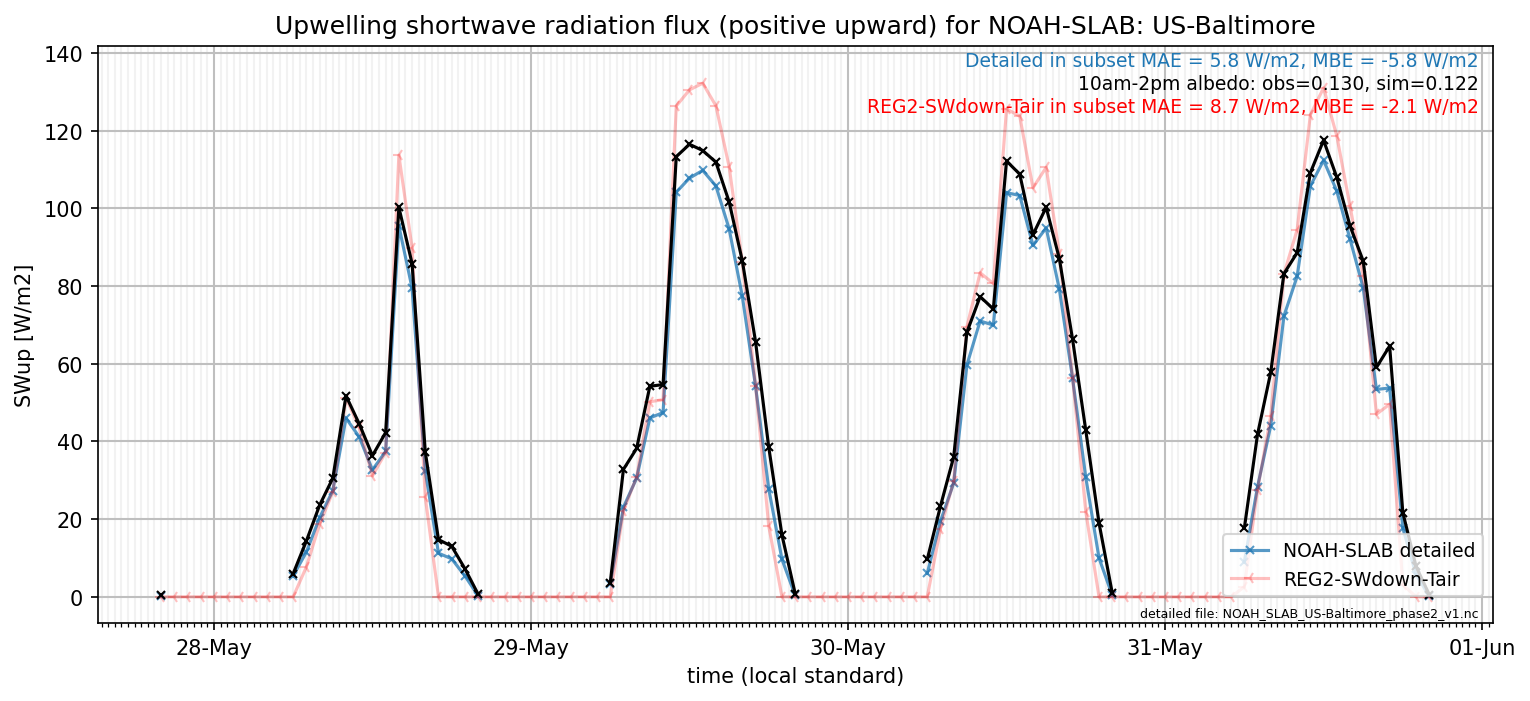 Upwelling shortwave radiation flux (positive upward) for NOAH-SLAB: US-Baltimore
Detailed in subset MAE = 5.8 W/m2, MBE = -5.8 W/m2
10am-2pm albedo: obs=0.130, sim=0.122
REG2-SWdown-Tair in subset MAE = 8.7 W/m2, MBE = -2.1 W/m2
SWup [W/m2]
140
120
100
80
60
40
20
0
NOAH-SLAB detailed
REG2-SWdown-Tair
detailed file: NOAH_SLAB_US-Baltimore_phase2_v1.nc
28-May 29-May 30-May 31-May 01-Jun
time (local standard)